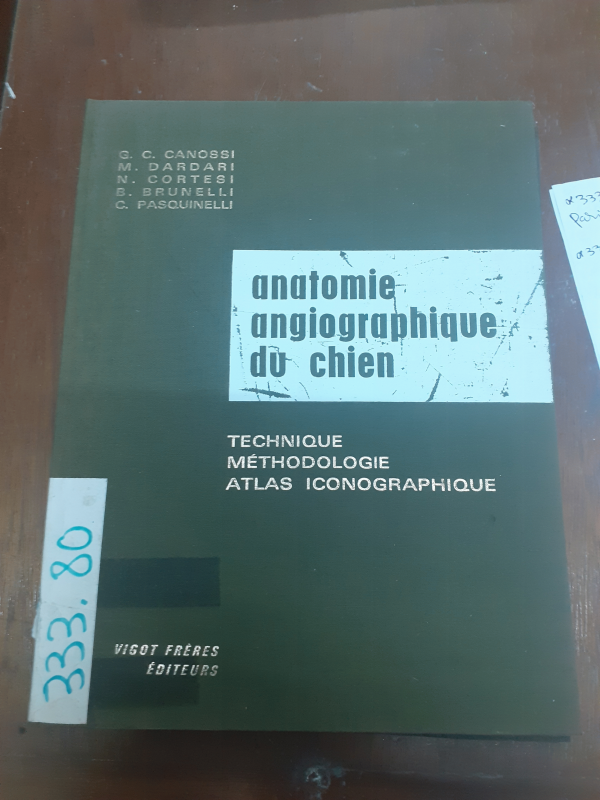 G. C. CANOSSI
M. DARDARI
N. CORTESI
B. BRUNELLI
C. PASQUINELLI
anatomie
angiographique
du chien
TECHNIQUE
MÉTHODOLOGIE
ATLAS ICONOGRAPHIQUE
333.80
VIGOT FRÈRES
ÉDITEURS